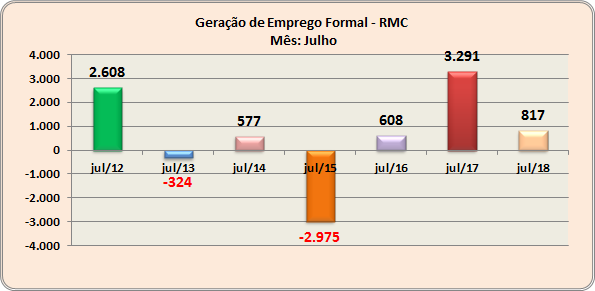 Geração de Emprego Formal - RMC
Mês: Julho
4.000
3.000
2.000
1.000
0
-1.000
-2.000
-3.000
-4.000
2.608
-324
577
-2.975
608
3.291
817
jul/12
jul/13
jul/14
jul/15
jul/16
jul/17
jul/18